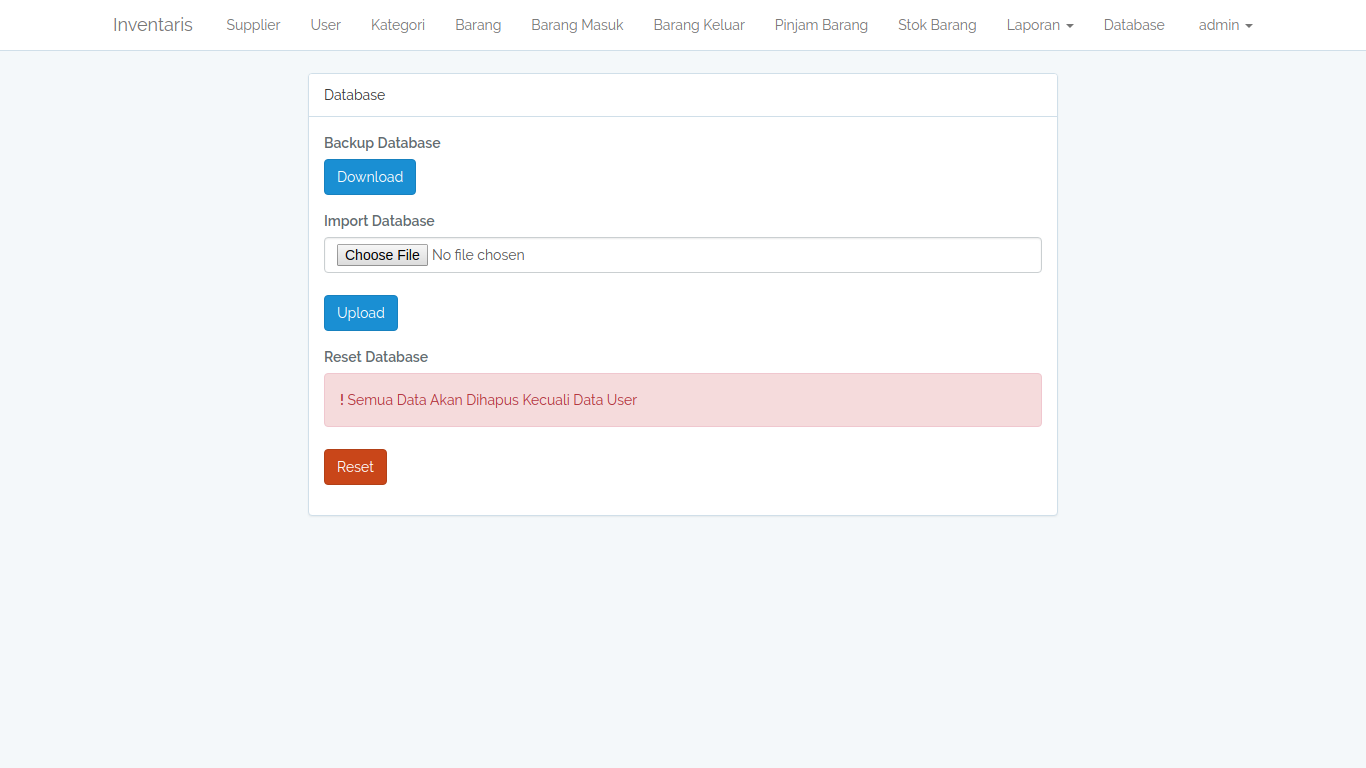 Inventaris Supplier User Kategori Barang Barang Masuk Barang Keluar Pinjam Barang Stok Barang Laporan Database admin
Database
Backup Database
Download
Import Database
Choose File No file chosen
Upload
Reset Database
! Semua Data Akan Dihapus Kecuali Data User
Reset